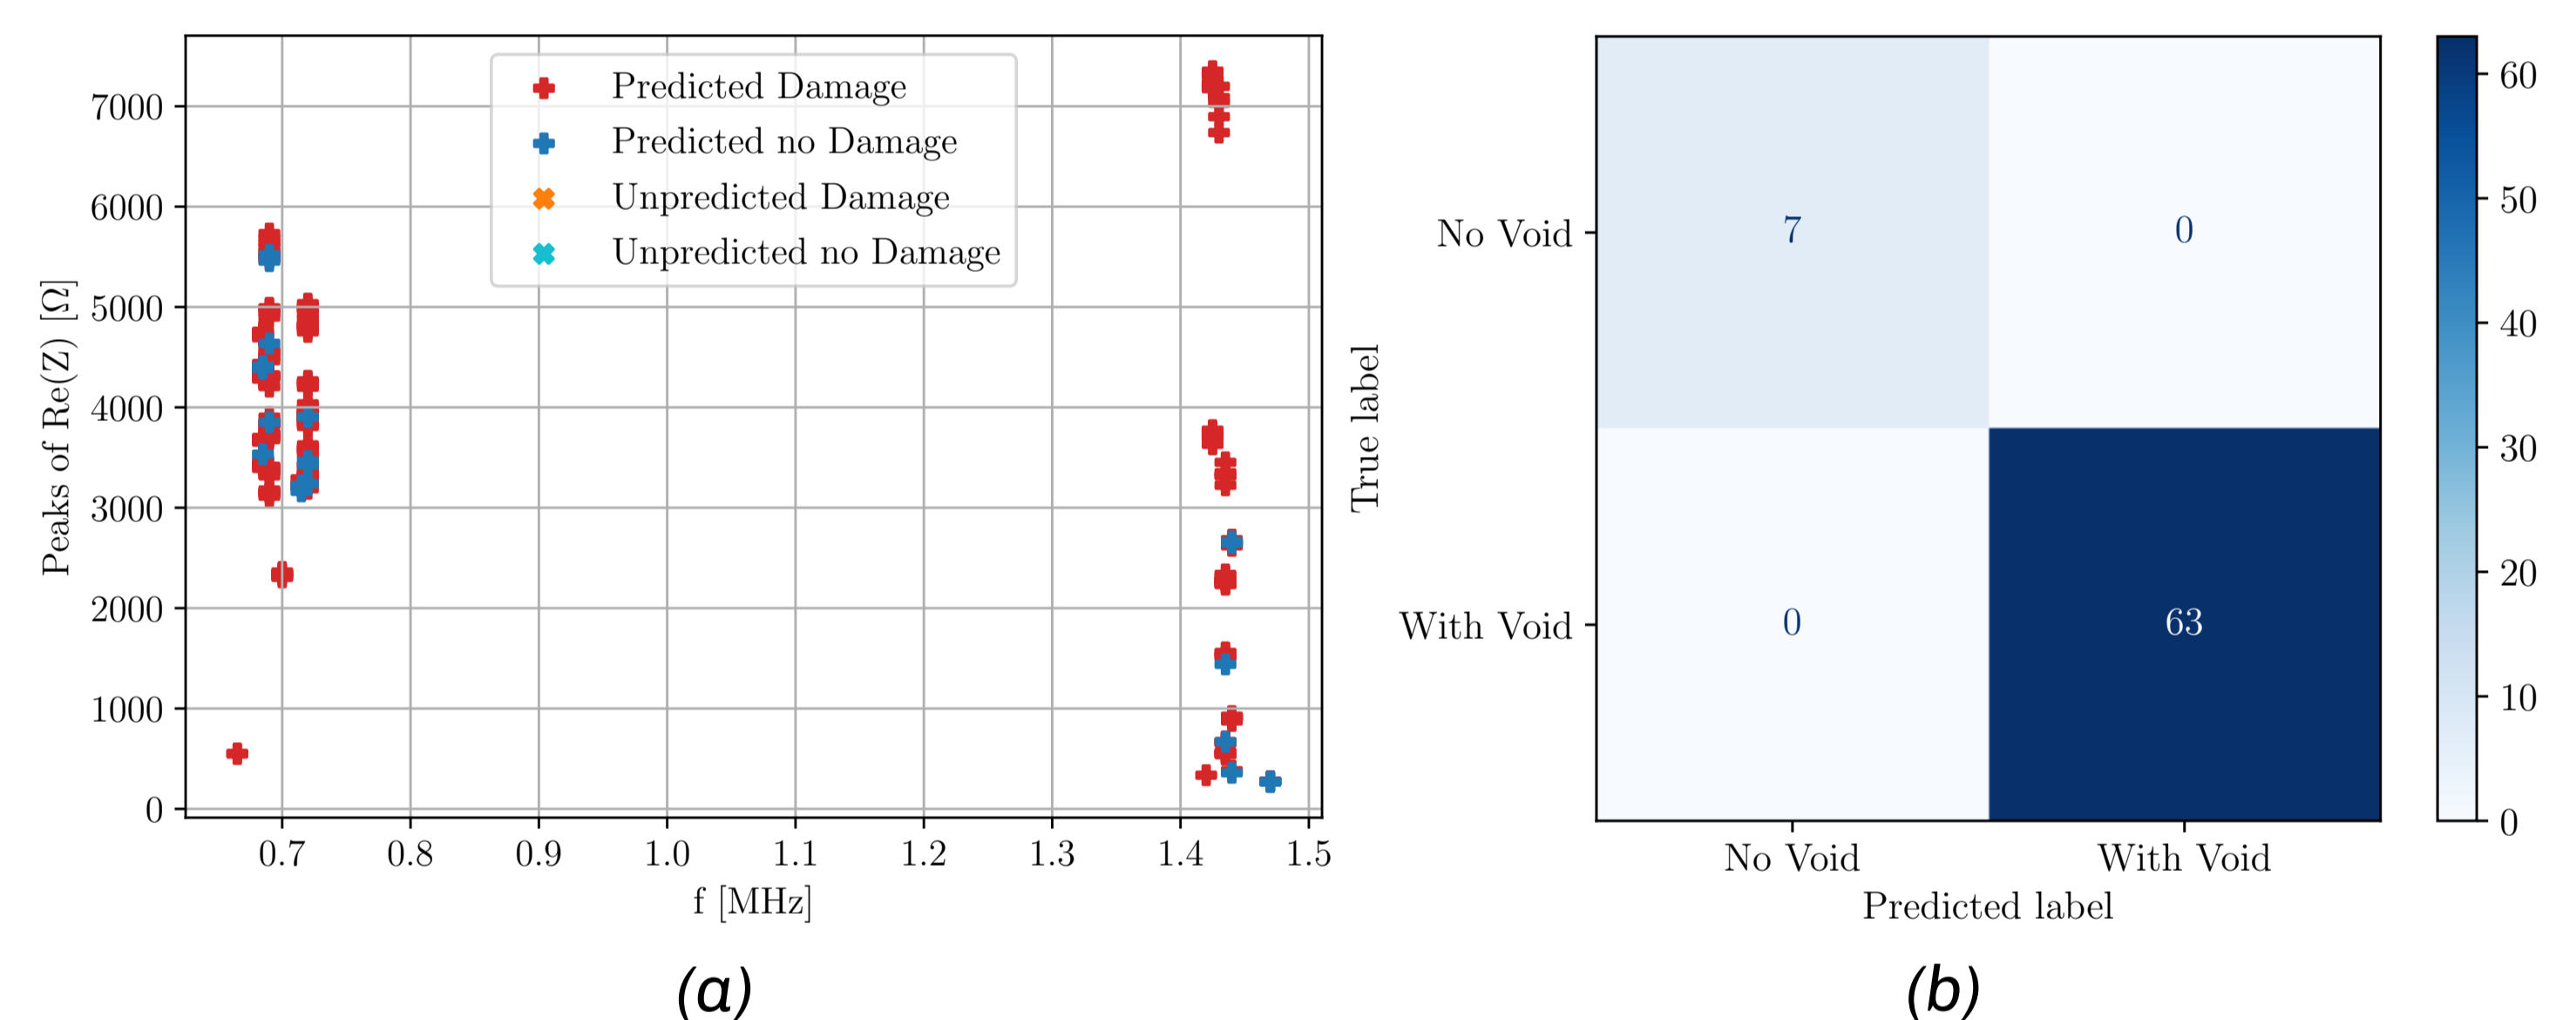 Predicted Damage
Predicted no Damage
Unpredicted Damage
Unpredicted no Damage
Peaks of Re(Z) [Ω]
7000
6000
5000
4000
3000
2000
1000
0
0.7 0.8 0.9 1.0 1.1 1.2 1.3 1.4 1.5
f [MHz]
(a)
True label
No Void
With Void
7 0
0 63
No Void With Void
Predicted label
60
50
40
30
20
10
0
(b)